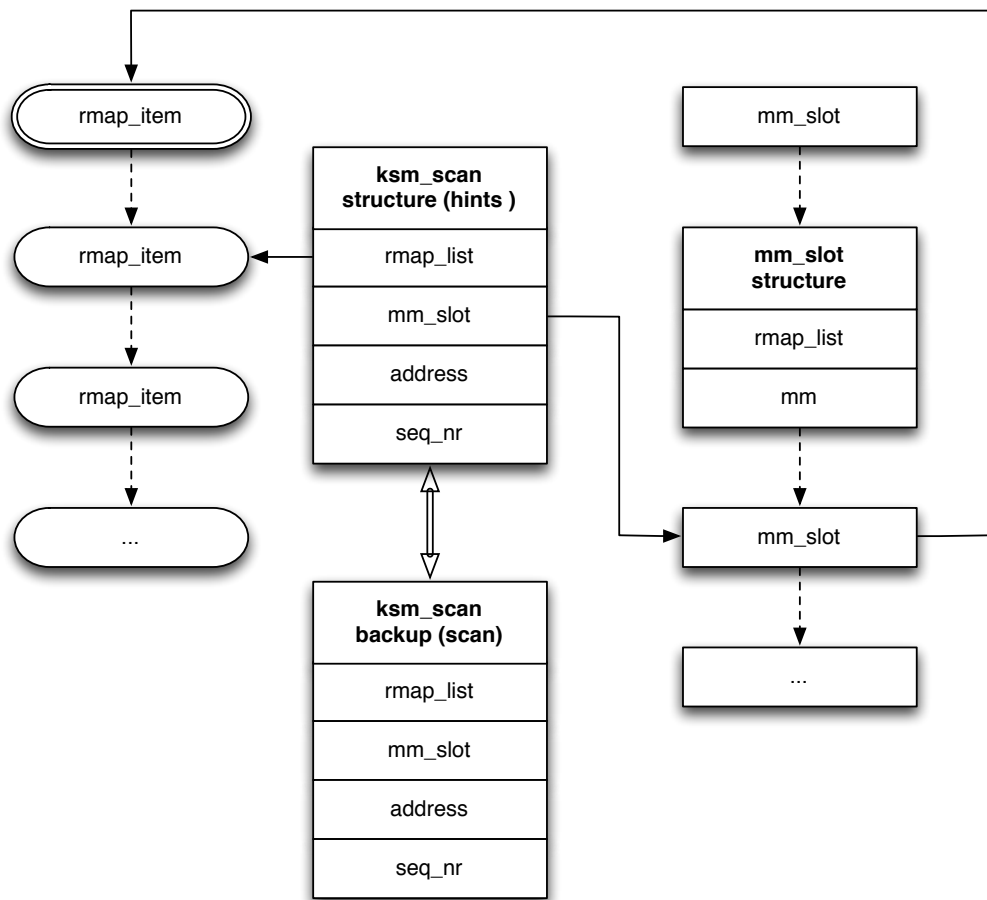 rmap_item
rmap_item
rmap_item
...
ksm_scan
structure (hints )
rmap_list
mm_slot
address
seq_nr
ksm_scan
backup (scan)
rmap_list
mm_slot
address
seq_nr
mm_slot
mm_slot
structure
rmap_list
mm
mm_slot
...